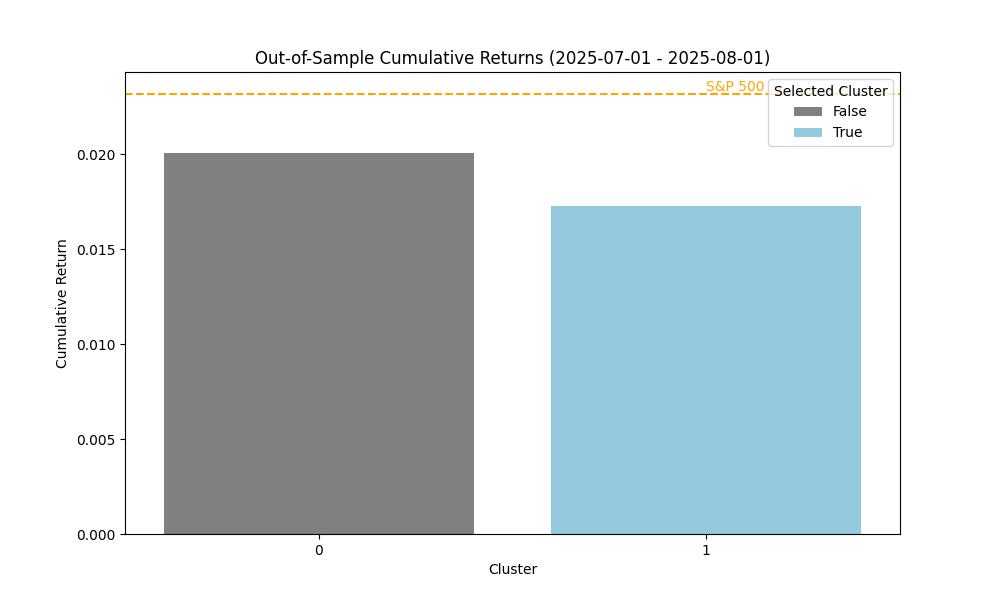 Out-of-Sample Cumulative Returns (2025-07-01 - 2025-08-01)
S&P 500
Selected Cluster
False
True
0.020
0.015
0.010
0.005
0.000
Cumulative Return
0
1
Cluster